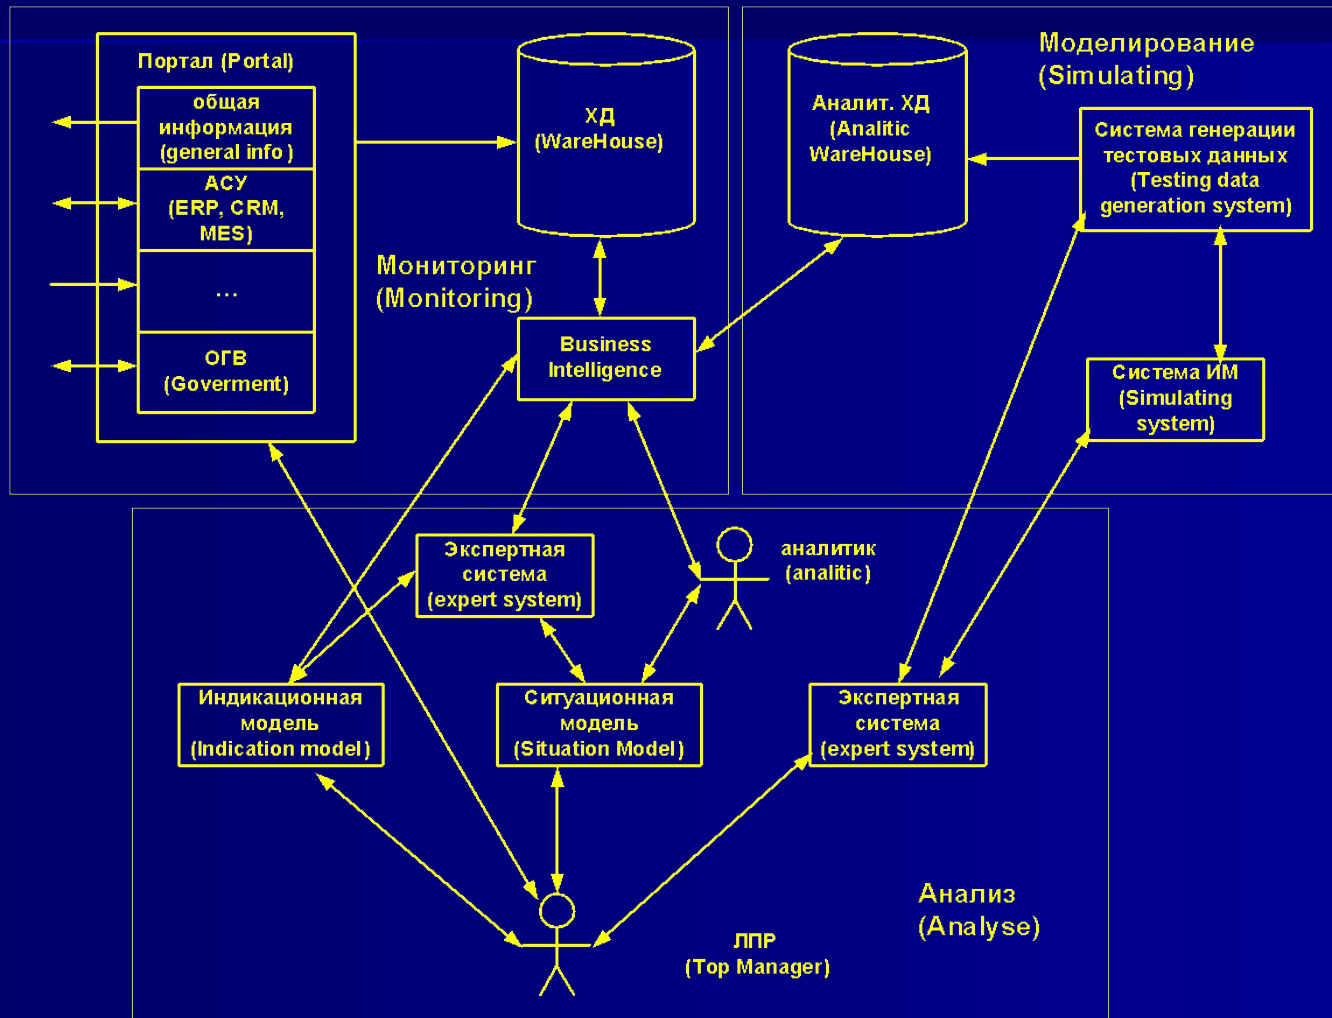 Портал (Portal)
общая
информация
(general info)
АСУ
(ERP, CRM,
MES)
...
ОГВ
(Goverment)
ХД
(WareHouse)
Мониторинг
(Monitoring)
Business
Intelligence
Аналит. ХД
(Analitic
WareHouse)
Моделирование
(Simulating)
Система генерации
тестовых данных
(Testing data
generation system)
Система ИМ
(Simulating
system)
Экспертная
система
(expert system)
аналитик
(analitic)
Индикационная
модель
(Indication model)
Ситуационная
модель
(Situation Model)
Экспертная
система
(expert system)
Анализ
(Analyse)
ЛПР
(Top Manager)